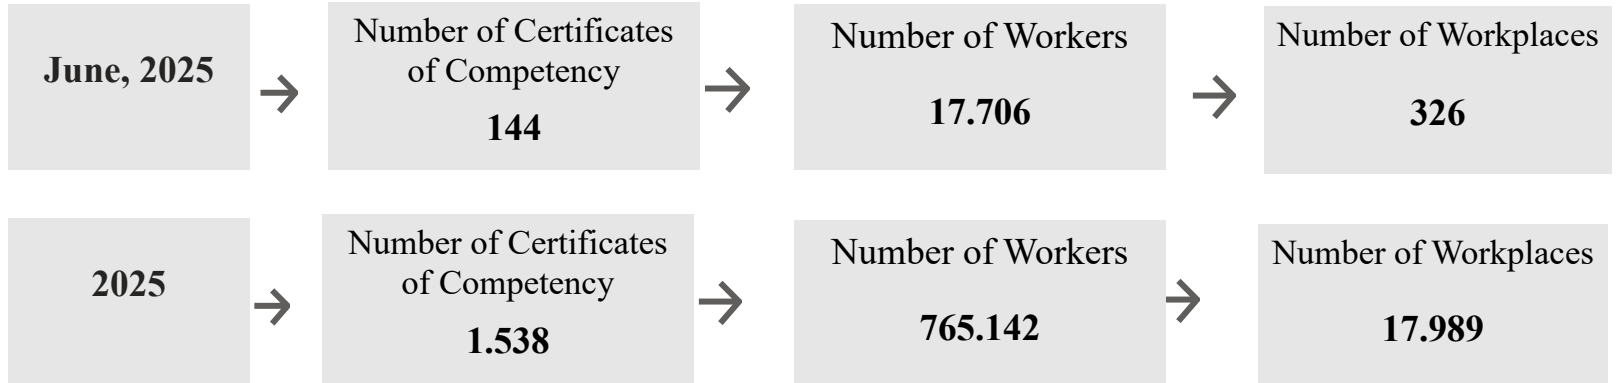 June, 2025
Number of Certificates
of Competency
144
Number of Workers
17.706
Number of Workplaces
326
2025
Number of Certificates
of Competency
1.538
Number of Workers
765.142
Number of Workplaces
17.989